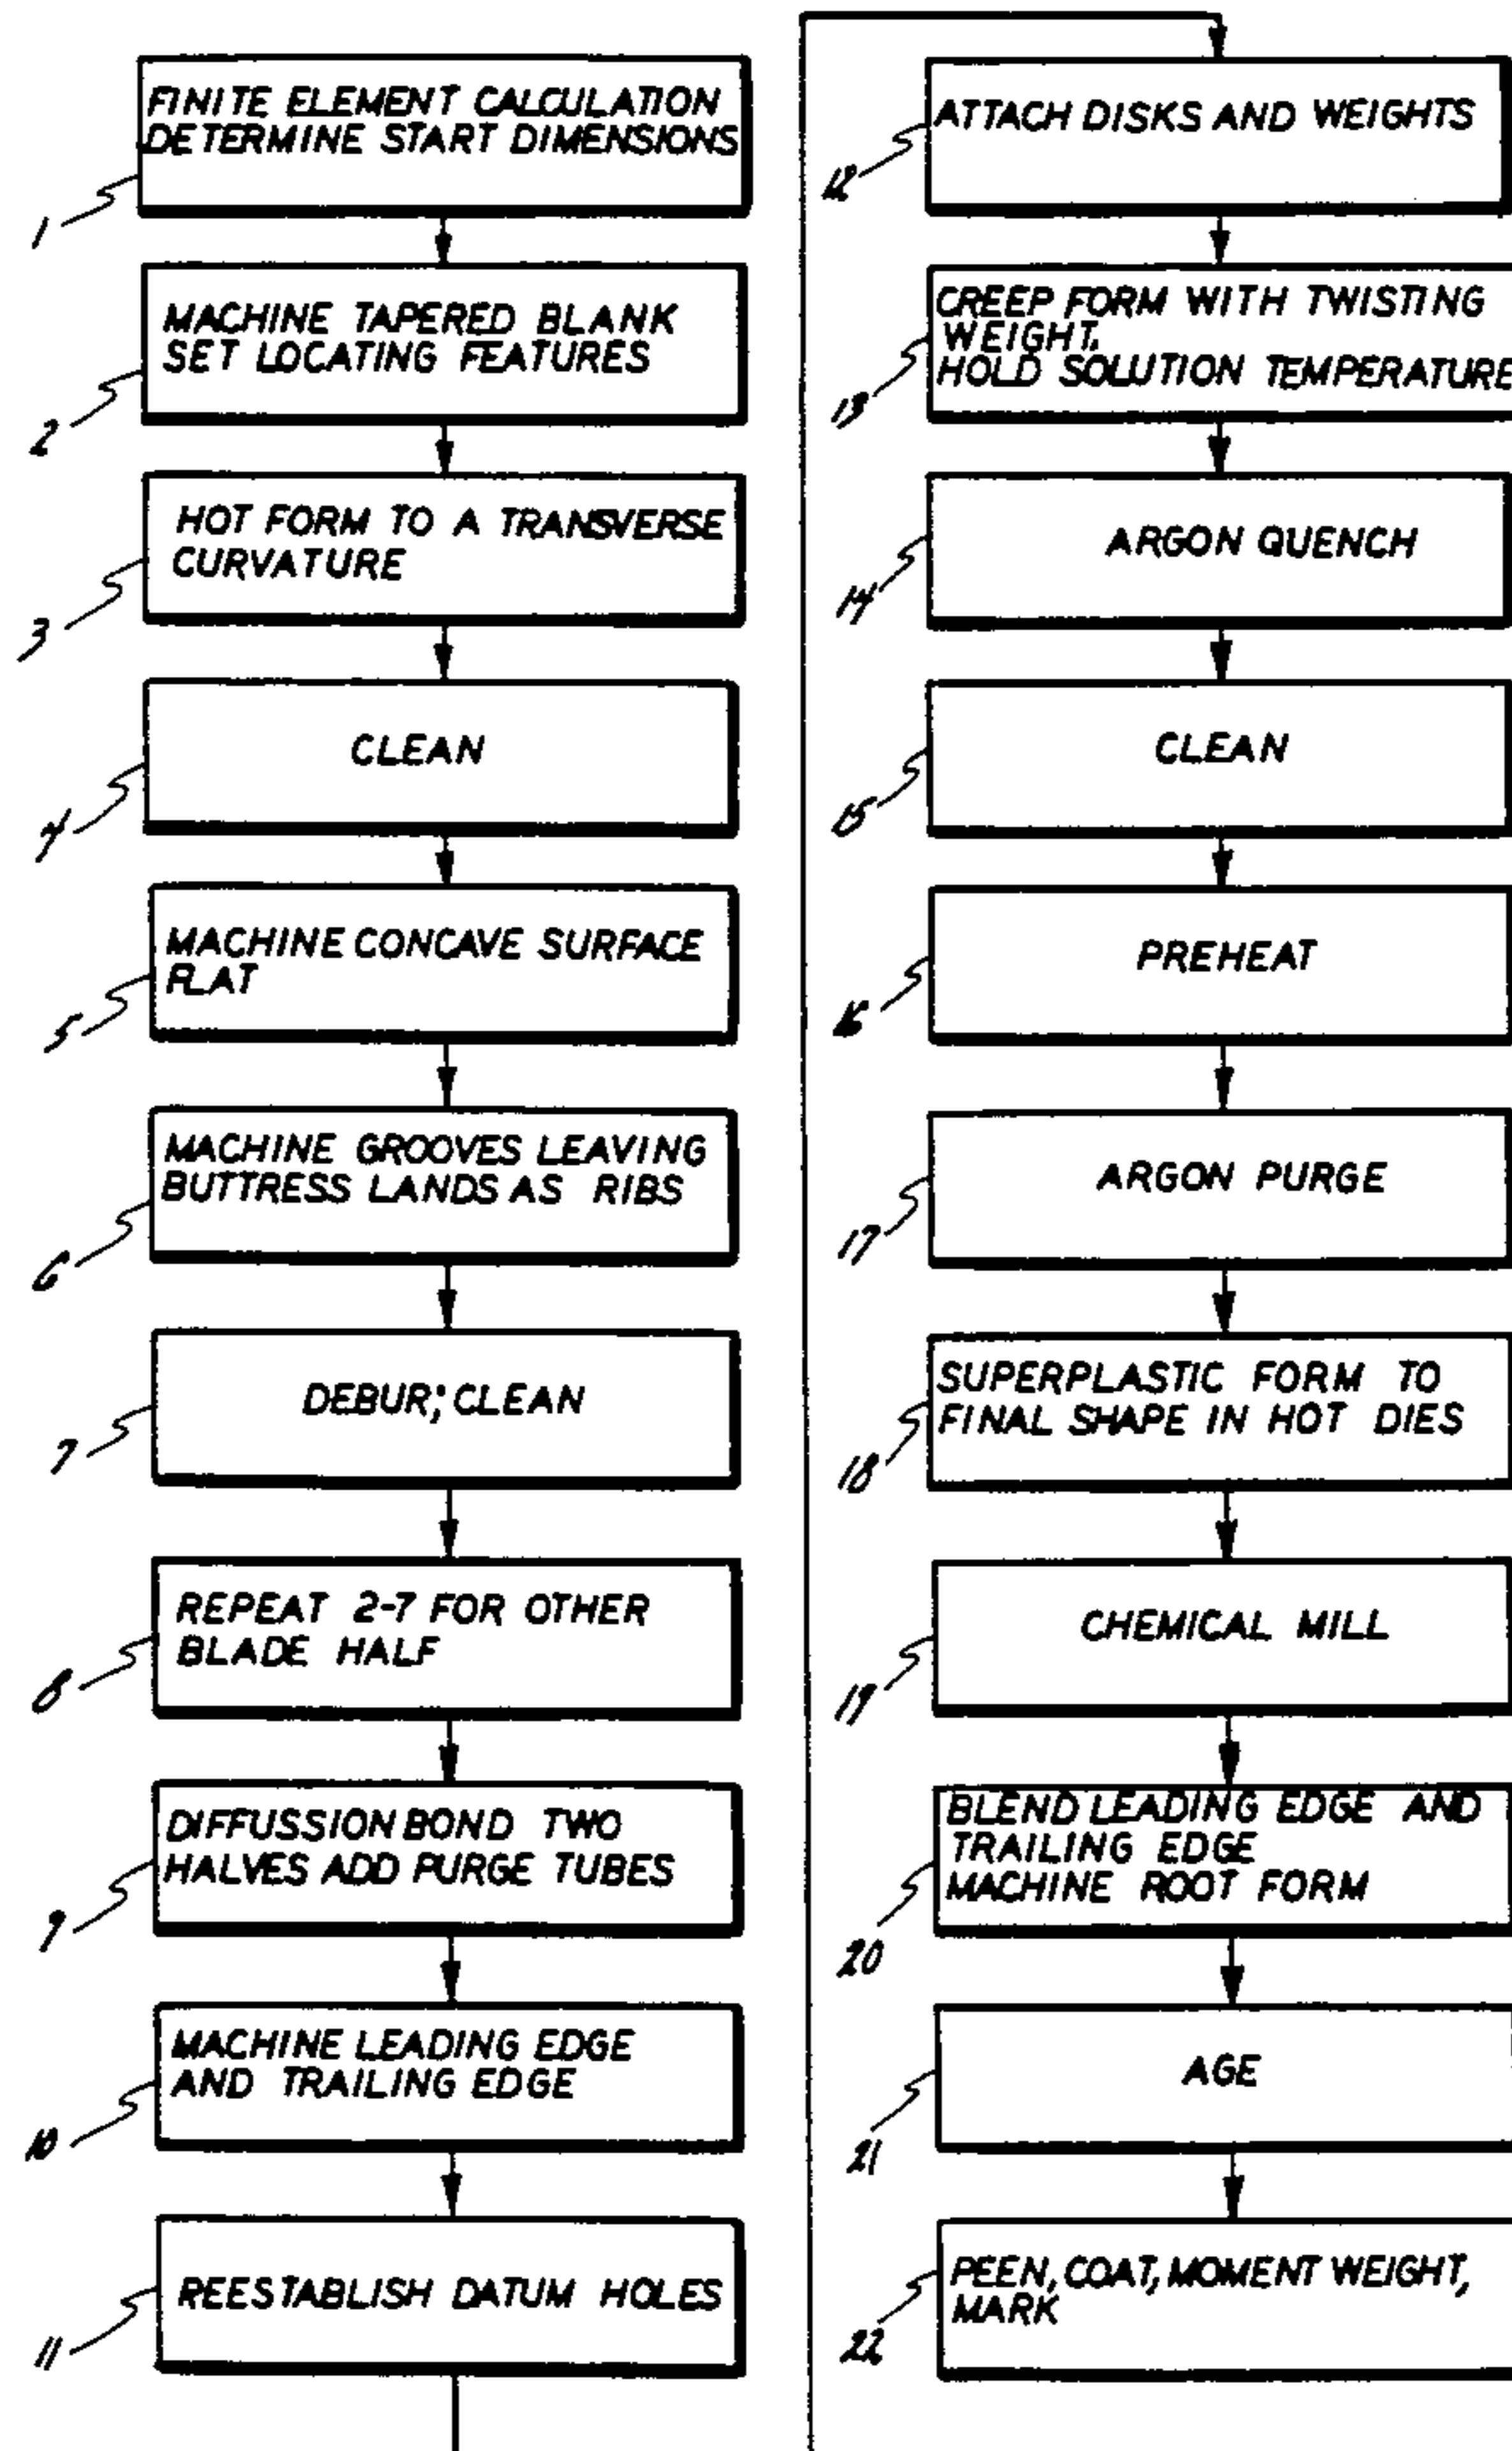 FINITE ELEMENT CALCULATION
DETERMINE START DIMENSIONS
1
MACHINE TAPERED BLANK
SET LOCATING FEATURES
2
HOT FORM TO A TRANSVERSE
CURVATURE
3
CLEAN
4
MACHINE CONCAVE SURFACE
FLAT
5
MACHINE GROOVES LEAVING
BUTTRESS LANDS AS RIBS
6
DEBUR; CLEAN
7
REPEAT 2-7 FOR OTHER
BLADE HALF
8
DIFFUSSION BOND TWO
HALVES ADD PURGE TUBES
9
MACHINE LEADING EDGE
AND TRAILING EDGE
10
REESTABLISH DATUM HOLES
11
ATTACH DISKS AND WEIGHTS
12
CREEP FORM WITH TWISTING
WEIGHT.
HOLD SOLUTION TEMPERATURE
13
ARGON QUENCH
14
CLEAN
15
PREHEAT
16
ARGON PURGE
17
SUPERPLASTIC FORM TO
FINAL SHAPE IN HOT DIES
18
CHEMICAL MILL
19
BLEND LEADING EDGE AND
TRAILING EDGE
MACHINE ROOT FORM
20
AGE
21
PEEN, COAT, MOMENT WEIGHT,
MARK
22